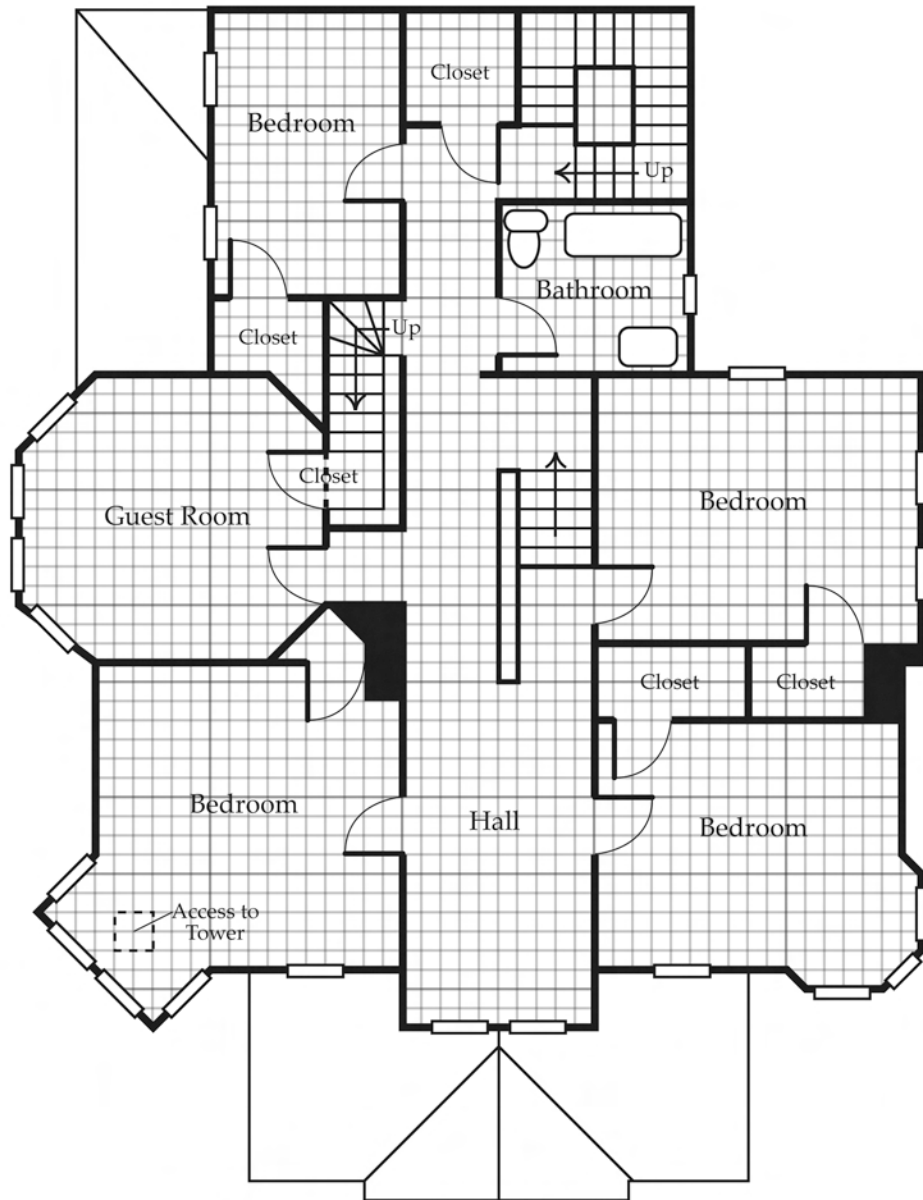 Closet
Bedroom
Up
Bathroom
Up
Closet
Closet
Bedroom
Guest Room
Closet
Closet
Bedroom
Hall
Bedroom
Access to
Tower